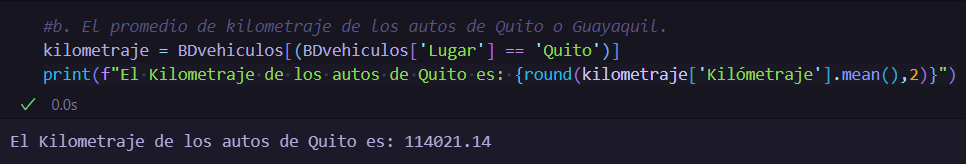 #b. El promedio de kilometraje de los autos de Quito o Guayaquil.
kilometraje = BDvehiculos[(BDvehiculos['Lugar'] == 'Quito')]
print(f"El Kilometraje de los autos de Quito es: {round(kilometraje['Kilómetraje'].mean(),2)}")
0.0s
El Kilometraje de los autos de Quito es: 114021.14